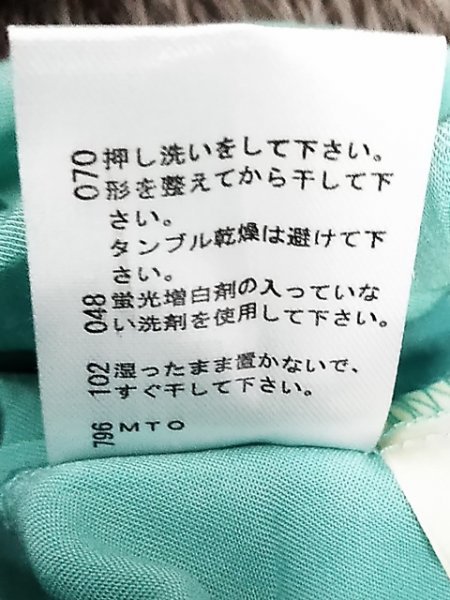 070 押し洗いをして下さい。
形を整えてから干して下
さい。
タンブル乾燥は避けて下
さい。
048 蛍光増白剤の入っていな
い洗剤を使用して下さい。
102 湿ったまま置かないで、
すぐ干して下さい。
796 MTO